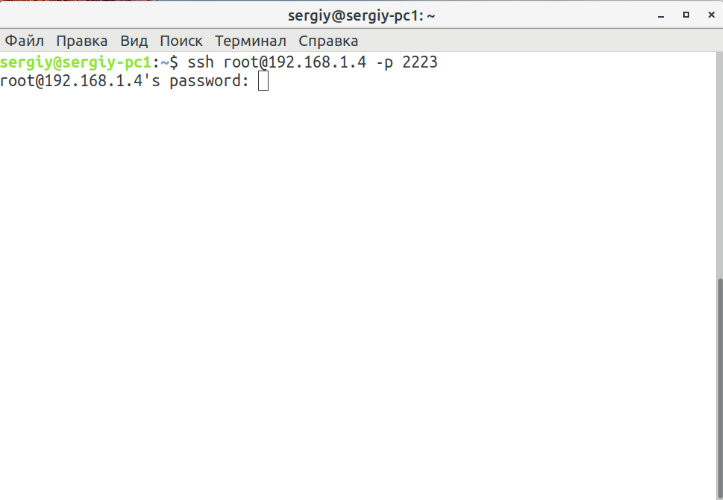 sergiy@sergiy-pc1: ~
Файл Правка Вид Поиск Терминал Справка
sergiy@sergiy-pc1:~$ ssh root@192.168.1.4 -p 2223
root@192.168.1.4's password: